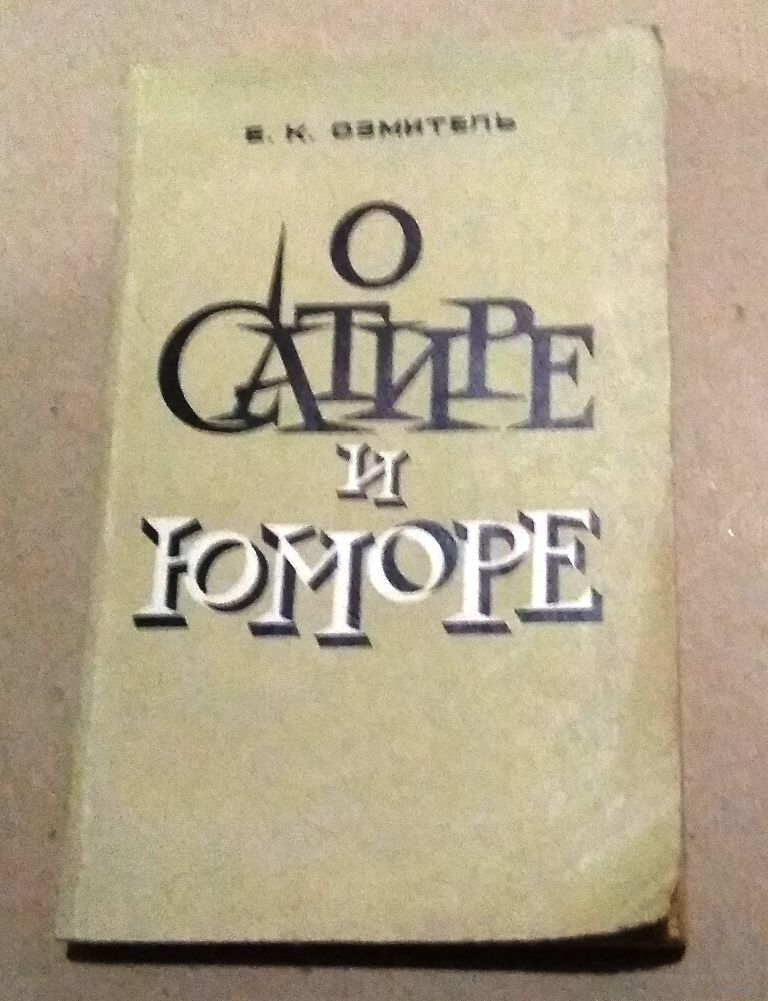 Е. К. ОЗМИТЕЛЬ
О
САТИРЕ
И
ЮМОРЕ